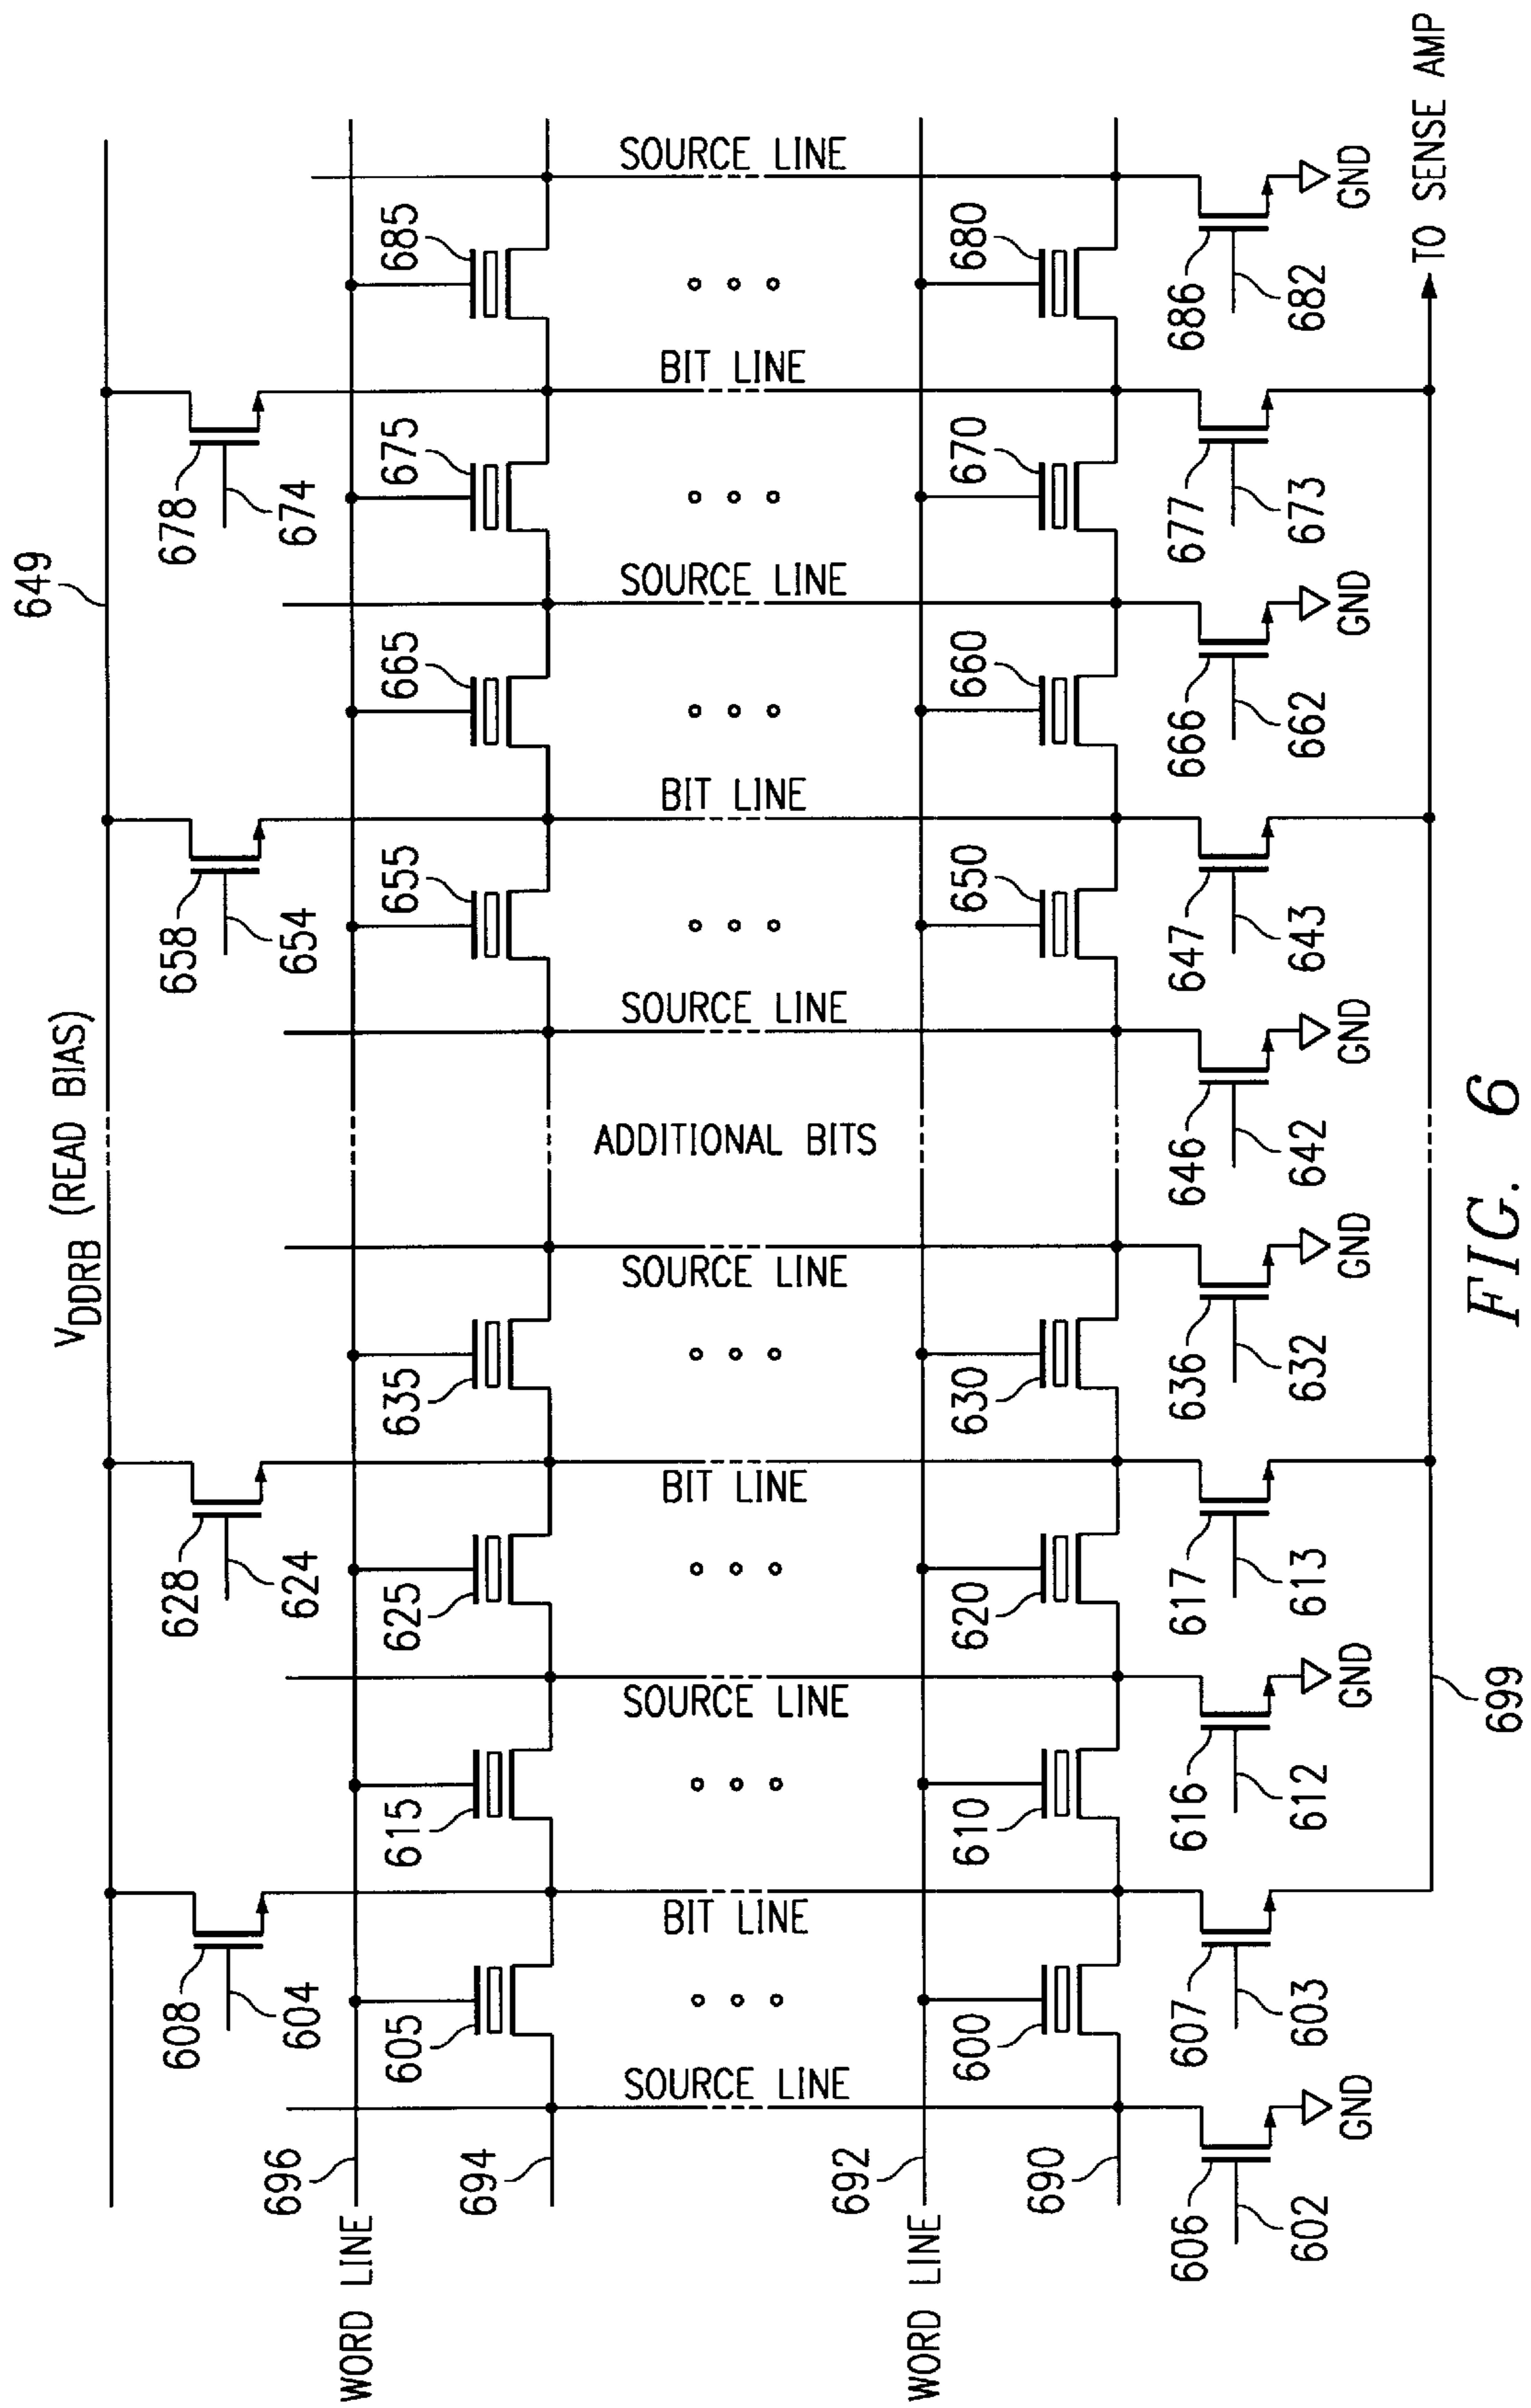 649
V_DDRB (READ BIAS)
608
604
628
624
658
654
678
674
WORD LINE
696
605
615
625
635
655
665
675
685
694
SOURCE LINE
BIT LINE
SOURCE LINE
BIT LINE
SOURCE LINE
ADDITIONAL BITS
SOURCE LINE
BIT LINE
SOURCE LINE
BIT LINE
SOURCE LINE
WORD LINE
692
600
610
620
630
650
660
670
680
690
606
602
GND
607
603
616
612
GND
617
613
636
632
GND
646
642
GND
647
643
666
662
GND
677
673
686
682
GND
699
TO SENSE AMP
FIG. 6